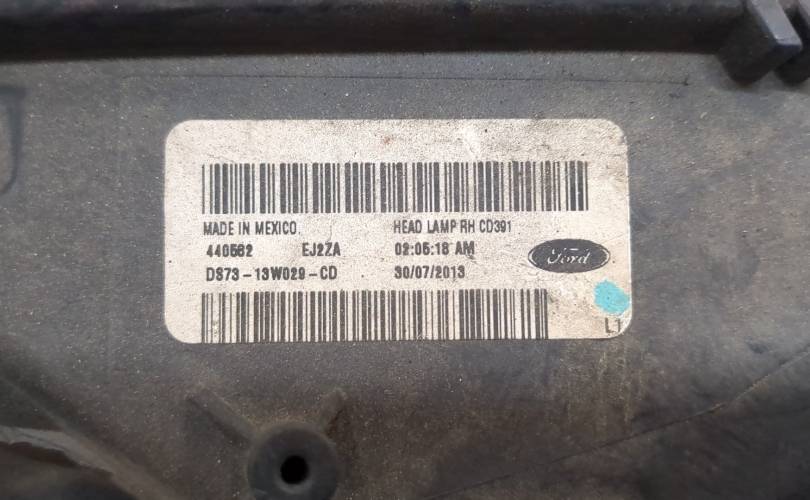 MADE IN MEXICO. HEAD LAMP RH CD391
440562 EJ2ZA 02:05:18 AM
DS73-13W029-CD 30/07/2013
Ford
L1